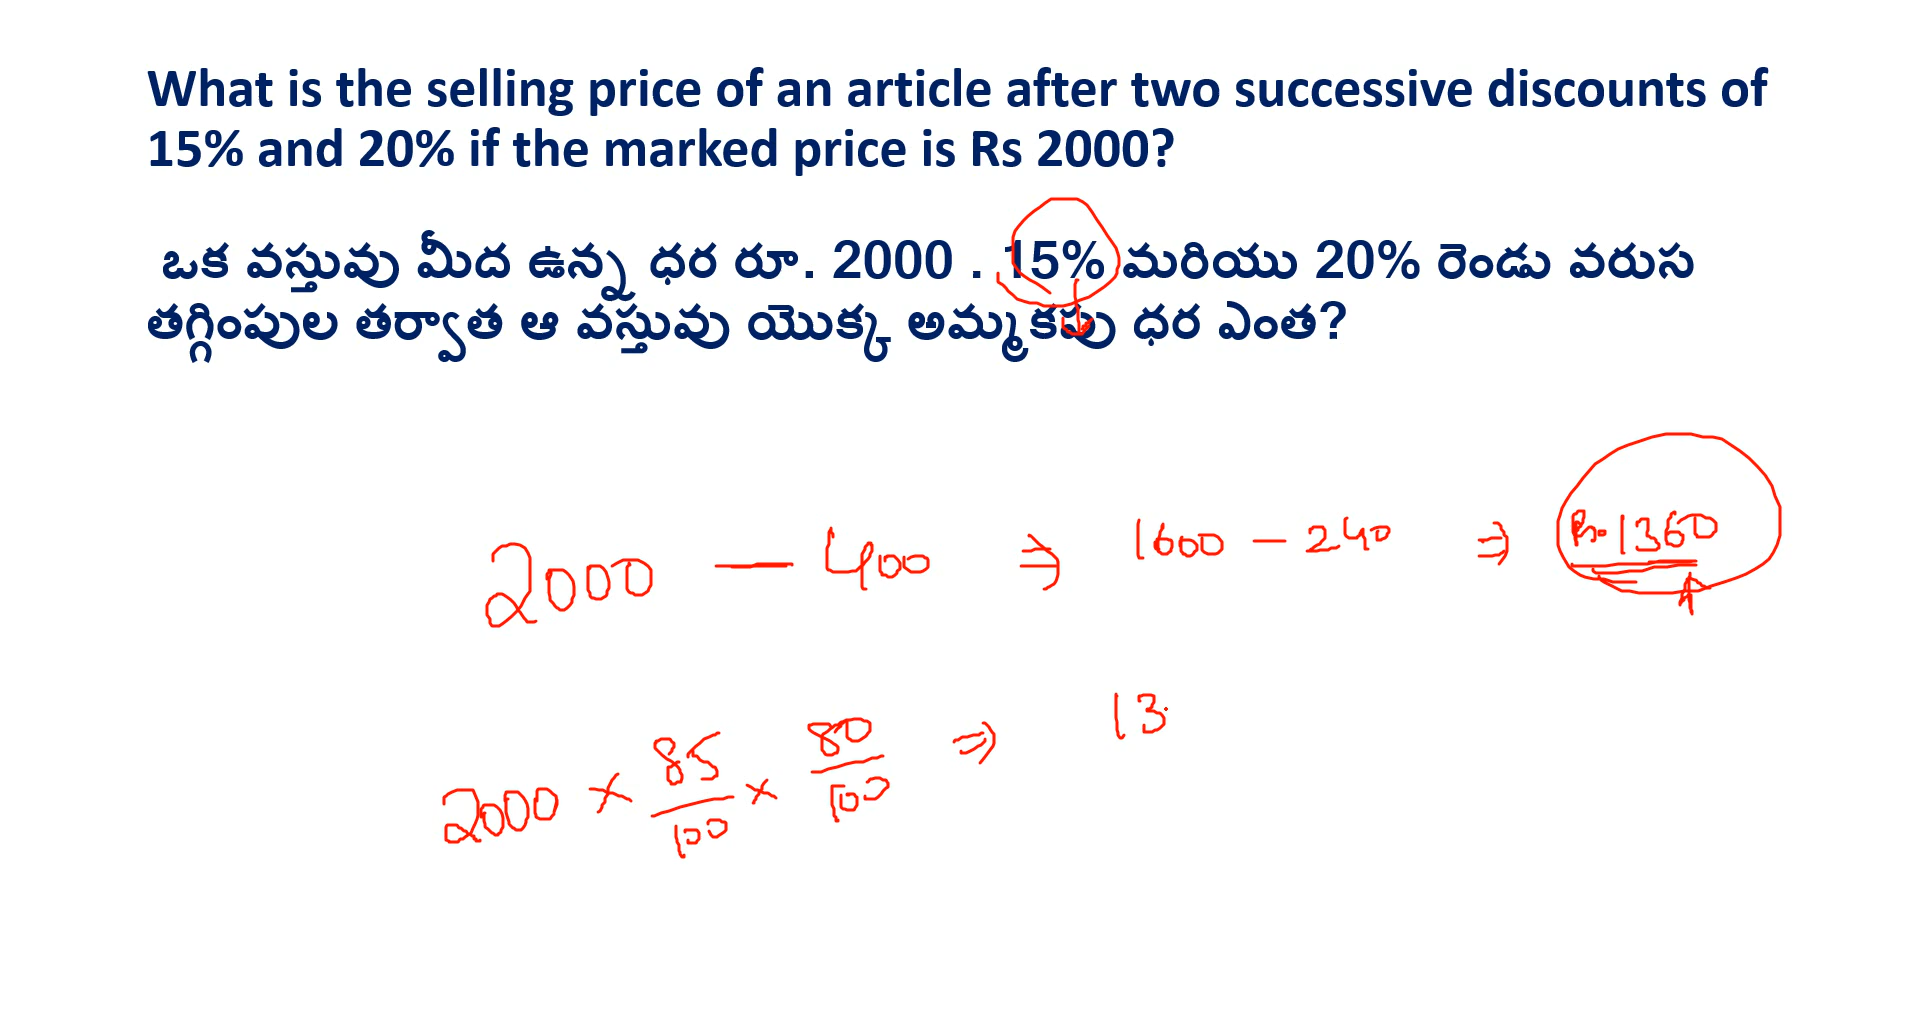 What is the selling price of an article after two successive discounts of
15% and 20% if the marked price is Rs 2000?
ఒక వస్తువు మీద ఉన్న ధర రూ. 2000 . 15% మరియు 20% రెండు వరుస
తగ్గింపుల తర్వాత ఆ వస్తువు యొక్క అమ్మకపు ధర ఎంత?
2000 — 400 ⇒ 1600 — 240 ⇒ Rs. 1360
2000 × 85/100 × 80/100 ⇒ 13